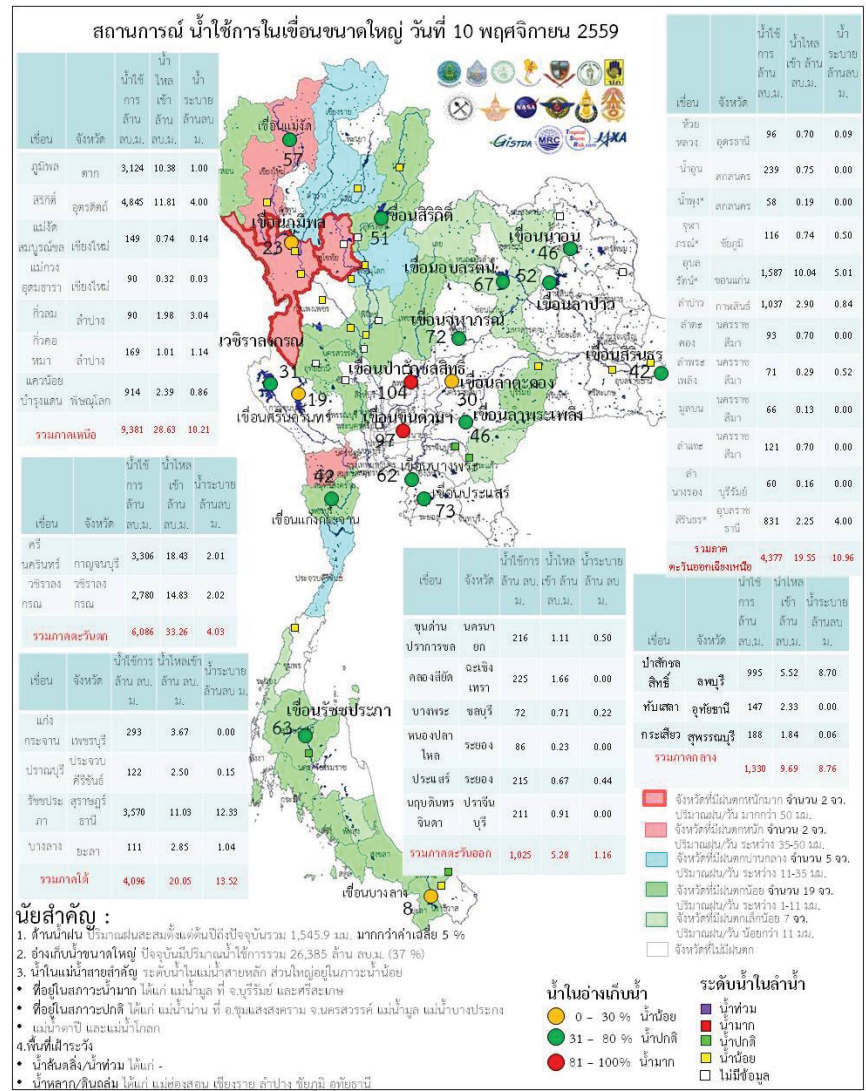 สถานการณ์ น้ำใช้การในเขื่อนขนาดใหญ่ วันที่ 10 พฤศจิกายน 2559
เขื่อน จังหวัด น้ำใช้การ ล้าน ลบ.ม. น้ำไหลเข้า ล้าน ลบ.ม. น้ำระบาย ล้านลบ ม.
ภูมิพล ตาก 3,124 10.38 1.00
สิริกิติ์ อุตรดิตถ์ 4,845 11.81 4.00
แม่งัดสมบูรณ์ชล เชียงใหม่ 149 0.74 0.14
แม่กวงอุดมธารา เชียงใหม่ 90 0.32 0.03
กิ่วลม ลำปาง 90 1.98 3.04
กิ่วคอหมา ลำปาง 169 1.01 1.14
แควน้อยบำรุงแดน พิษณุโลก 914 2.39 0.86
รวมภาคเหนือ 9,381 28.63 10.21
เขื่อน จังหวัด น้ำใช้การ ล้าน ลบ.ม. น้ำไหลเข้า ล้าน ลบ.ม. น้ำระบาย ล้านลบ ม.
ศรีนครินทร์ กาญจนบุรี 3,306 18.43 2.01
วชิราลงกรณ วชิราลงกรณ 2,780 14.83 2.02
รวมภาคตะวันตก 6,086 33.26 4.03
เขื่อน จังหวัด น้ำใช้การ ล้าน ลบ. ม. น้ำไหลเข้า ล้าน ลบ.ม. น้ำระบาย ล้านลบ ม.
แก่งกระจาน เพชรบุรี 293 3.67 0.00
ปราณบุรี ประจวบคีรีขันธ์ 122 2.50 0.15
รัชชประภา สุราษฎร์ธานี 3,570 11.03 12.33
บางลาง ยะลา 111 2.85 1.04
รวมภาคใต้ 4,096 20.05 13.52
เขื่อน จังหวัด น้ำใช้การ ล้าน ลบ.ม. น้ำไหลเข้า ล้าน ลบ.ม. น้ำระบาย ล้านลบ ม.
ห้วยหลวง อุดรธานี 96 0.70 0.09
น้ำอูน สกลนคร 239 0.75 0.00
น้ำพุง* สกลนคร 58 0.19 0.00
จุฬาภรณ์* ชัยภูมิ 116 0.74 0.50
อุบลรัตน์* ขอนแก่น 1,587 10.04 5.01
ลำปาว กาฬสินธุ์ 1,037 2.90 0.84
ลำตะคอง นครราชสีมา 93 0.70 0.00
ลำพระเพลิง นครราชสีมา 71 0.29 0.52
มูลบน นครราชสีมา 66 0.13 0.00
ลำแชะ นครราชสีมา 121 0.70 0.00
ลำนางรอง บุรีรัมย์ 60 0.16 0.00
สิรินธร* อุบลราชธานี 831 2.25 4.00
รวมภาคตะวันออกเฉียงเหนือ 4,377 19.55 10.96
เขื่อน จังหวัด น้ำใช้การ ล้าน ลบ. ม. น้ำไหลเข้า ล้าน ลบ.ม. น้ำระบาย ล้าน ลบ ม.
ขุนด่านปราการชล นครนายก 216 1.11 0.50
คลองสียัด ฉะเชิงเทรา 225 1.66 0.00
บางพระ ชลบุรี 72 0.71 0.22
หนองปลาไหล ระยอง 86 0.23 0.00
ประแสร์ ระยอง 215 0.67 0.44
นฤบดินทรจินดา ปราจีนบุรี 211 0.91 0.00
รวมภาคตะวันออก 1,025 5.28 1.16
เขื่อน จังหวัด น้ำใช้การ ล้าน ลบ.ม. น้ำไหลเข้า ล้าน ลบ.ม. น้ำระบาย ล้านลบ ม.
ป่าสักชลสิทธิ์ ลพบุรี 995 5.52 8.70
ทับเสลา อุทัยธานี 147 2.33 0.00
กระเสียว สุพรรณบุรี 188 1.84 0.06
รวมภาคกลาง 1,330 9.69 8.76
GISTDA MRC Tropical Storm Risk.com JAXA
NASA
เขื่อนแม่งัด
57
เขื่อนภูมิพล
23
เขื่อนสิริกิติ์
51
เขื่อนน้ำอูน
46
เขื่อนอุบลรัตน์
67
52
เขื่อนลำปาว
เขื่อนจุฬาภรณ์
72
วชิราลงกรณ์
31
19
เขื่อนศรีนครินทร์
เขื่อนป่าสักชลสิทธิ์
104
เขื่อนลำตะคอง
30
เขื่อนสิรินธร
42
เขื่อนขุนด่านฯ
97
เขื่อนลำพระเพลิง
46
เขื่อนบางพระ
62
เขื่อนประแสร์
73
42
เขื่อนแก่งกระจาน
เขื่อนรัชชประภา
63
เขื่อนบางลาง
8
จังหวัดที่มีฝนตกหนักมาก จำนวน 2 จว.
ปริมาณฝน/วัน มากกว่า 50 มม.
จังหวัดที่มีฝนตกหนัก จำนวน 2 จว.
ปริมาณฝน/วัน ระหว่าง 35-50 มม.
จังหวัดที่มีฝนตกปานกลาง จำนวน 5 จว.
ปริมาณฝน/วัน ระหว่าง 11-35 มม.
จังหวัดที่มีฝนตกน้อย จำนวน 19 จว.
ปริมาณฝน/วัน ระหว่าง 1-11 มม.
จังหวัดที่มีฝนตกเล็กน้อย 7 จว.
ปริมาณฝน/วัน น้อยกว่า 11 มม.
จังหวัดที่ไม่มีฝนตก
นัยสำคัญ :
1. ด้านน้ำฝน ปริมาณฝนสะสมตั้งแต่ต้นปีถึงปัจจุบันรวม 1,545.9 มม. มากกว่าค่าเฉลี่ย 5 %
2. อ่างเก็บน้ำขนาดใหญ่ ปัจจุบันมีปริมาณน้ำใช้การรวม 26,385 ล้าน ลบ.ม. (37 %)
3. น้ำในแม่น้ำสายสำคัญ ระดับน้ำในแม่น้ำสายหลัก ส่วนใหญ่อยู่ในภาวะน้ำน้อย
• ที่อยู่ในสภาวะน้ำมาก ได้แก่ แม่น้ำมูล ที่ จ.บุรีรัมย์ และศรีสะเกษ
• ที่อยู่ในสภาวะปกติ ได้แก่ แม่น้ำน่าน ที่ อ.ชุมแสงสงคราม จ.นครสวรรค์ แม่น้ำมูล แม่น้ำบางประกง
• แม่น้ำตาปี และแม่น้ำโกลก
4.พื้นที่เฝ้าระวัง
• น้ำล้นตลิ่ง/น้ำท่วม ได้แก่ -
• น้ำหลาก/ดินถล่ม ได้แก่ แม่ฮ่องสอน เชียงราย ลำปาง ชัยภูมิ อุทัยธานี
น้ำในอ่างเก็บน้ำ
0 – 30 % น้ำน้อย
31 – 80 % น้ำปกติ
81 – 100% น้ำมาก
ระดับน้ำในลำน้ำ
น้ำท่วม
น้ำมาก
น้ำปกติ
น้ำน้อย
ไม่มีข้อมูล